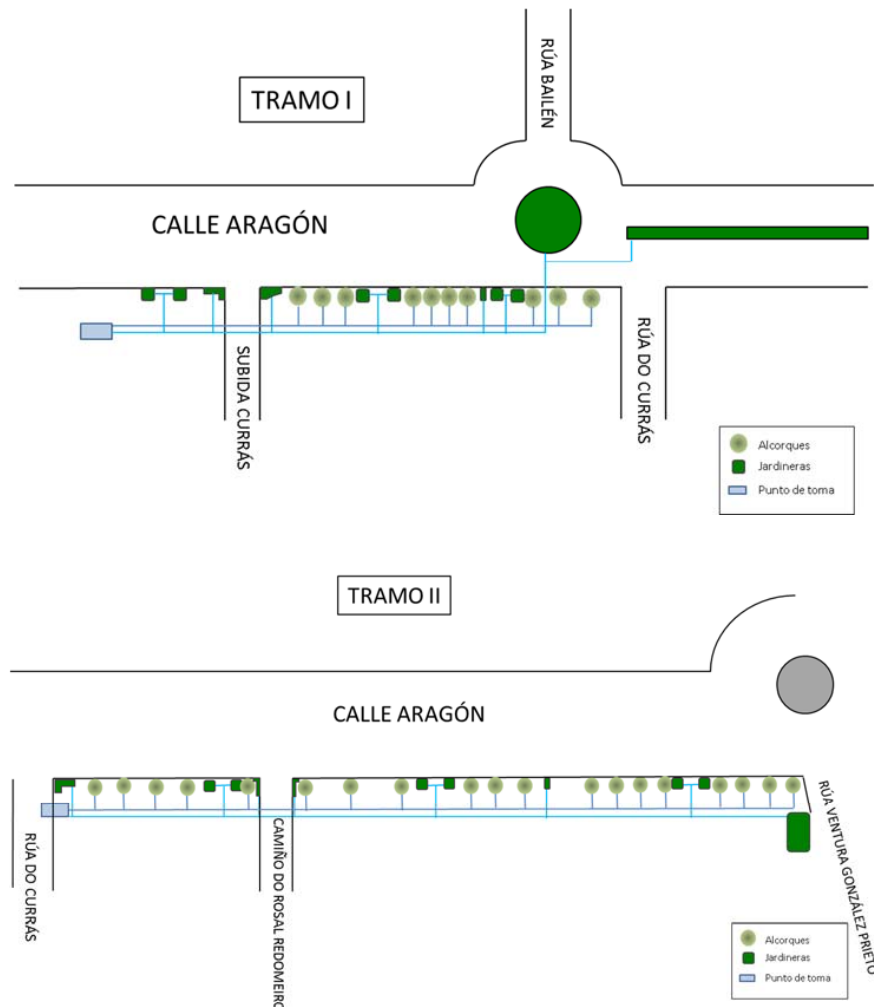 TRAMO I
RÚA BAILÉN
CALLE ARAGÓN
SUBIDA CURRÁS
RÚA DO CURRÁS
Alcorques
Jardineras
Punto de toma
TRAMO II
CALLE ARAGÓN
RÚA DO CURRÁS
CAMIÑO DO ROSAL REDOMEIRO
RÚA VENTURA GONZÁLEZ PRIETO
Alcorques
Jardineras
Punto de toma